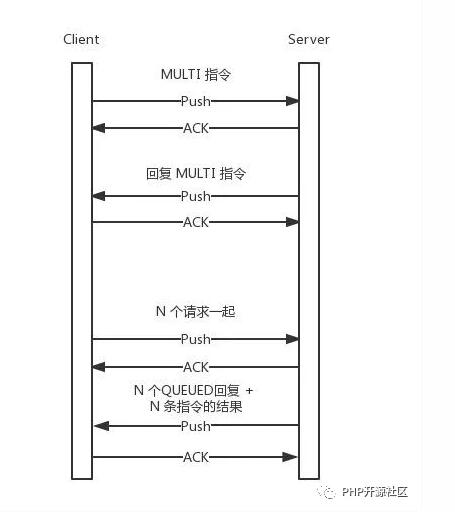 Client Server
MULTI 指令
Push
ACK
回复 MULTI 指令
Push
ACK
N 个请求一起
Push
ACK
N 个QUEUED回复 +
N 条指令的结果
Push
ACK
PHP开源社区